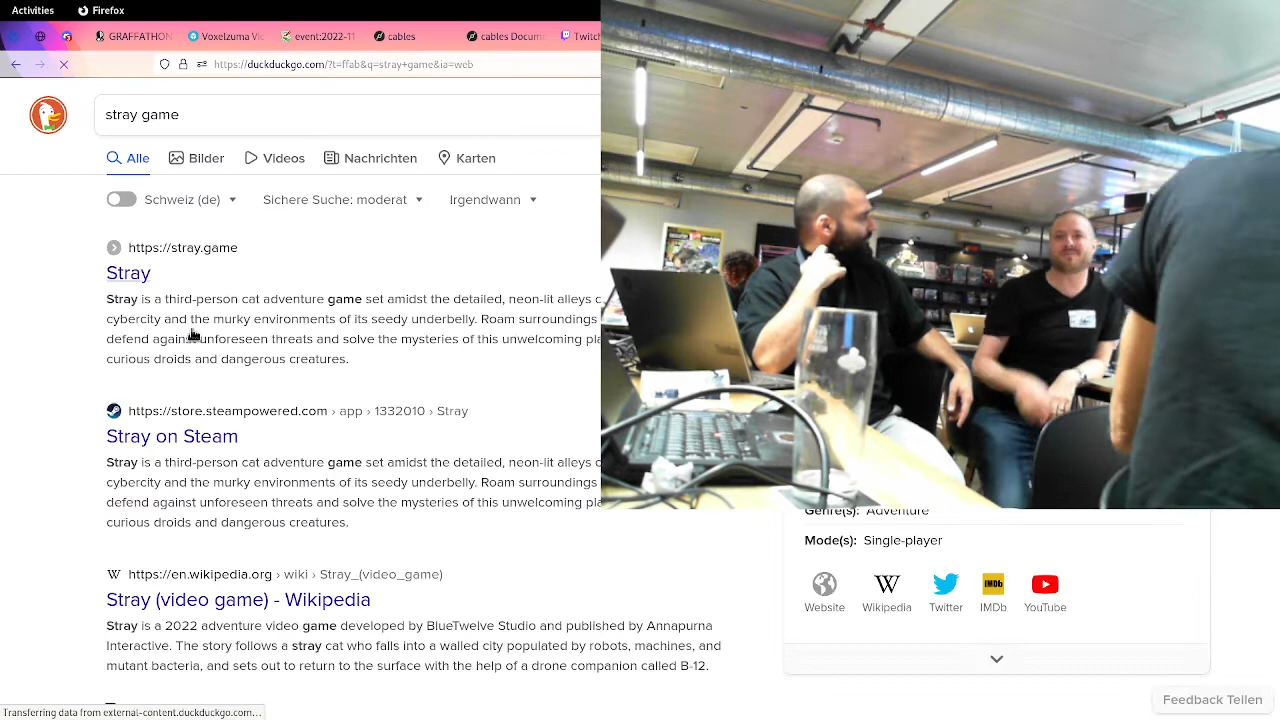 Activities Firefox
GRAFFATHON Voxelzuma Vic event:2022-11 cables cables Docum Twitch
https://duckduckgo.com/?t=ffab&q=stray+game&ia=web
stray game
Alle Bilder Videos Nachrichten Karten
Schweiz (de) Sichere Suche: moderat Irgendwann
https://stray.game
Stray
Stray is a third-person cat adventure game set amidst the detailed, neon-lit alleys
cybercity and the murky environments of its seedy underbelly. Roam surroundings
defend against unforeseen threats and solve the mysteries of this unwelcoming
curious droids and dangerous creatures.
https://store.steampowered.com › app › 1332010 › Stray
Stray on Steam
Stray is a third-person cat adventure game set amidst the detailed, neon-lit alleys
cybercity and the murky environments of its seedy underbelly. Roam surroundings
defend against unforeseen threats and solve the mysteries of this unwelcoming
curious droids and dangerous creatures.
https://en.wikipedia.org › wiki › Stray_(video_game)
Stray (video game) - Wikipedia
Stray is a 2022 adventure video game developed by BlueTwelve Studio and published by Annapurna
Interactive. The story follows a stray cat who falls into a walled city populated by robots, machines, and
mutant bacteria, and sets out to return to the surface with the help of a drone companion called B-12.
Genre(s): Adventure
Mode(s): Single-player
Website Wikipedia Twitter IMDb YouTube
Feedback Teilen
Transferring data from external-content.duckduckgo.com...